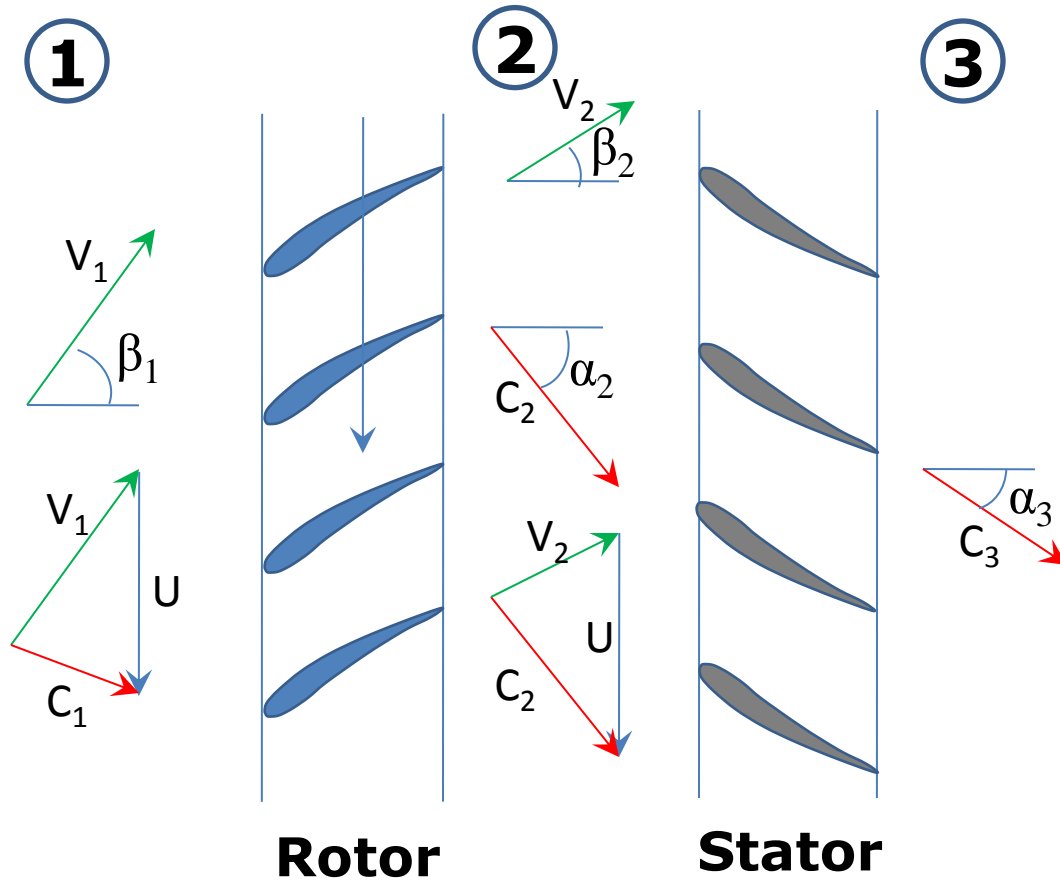 1
2
3
V₂
β₂
V₁
β₁
α₂
C₂
V₁
U
C₁
V₂
U
C₂
α₃
C₃
Rotor
Stator